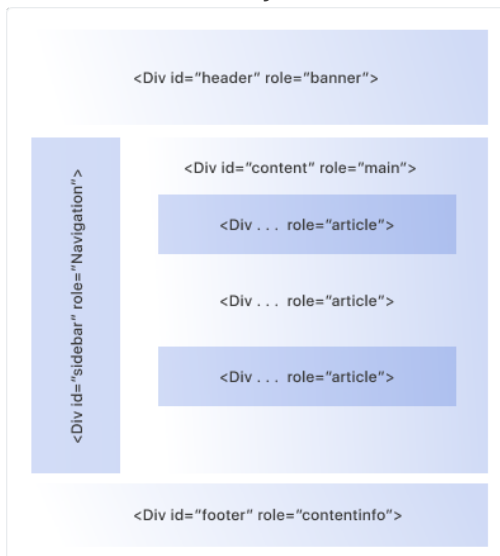 <Div id="header" role="banner">
<Div id="sidebar" role="Navigation">
<Div id="content" role="main">
<Div . . . role="article">
<Div . . . role="article">
<Div . . . role="article">
<Div id="footer" role="contentinfo">